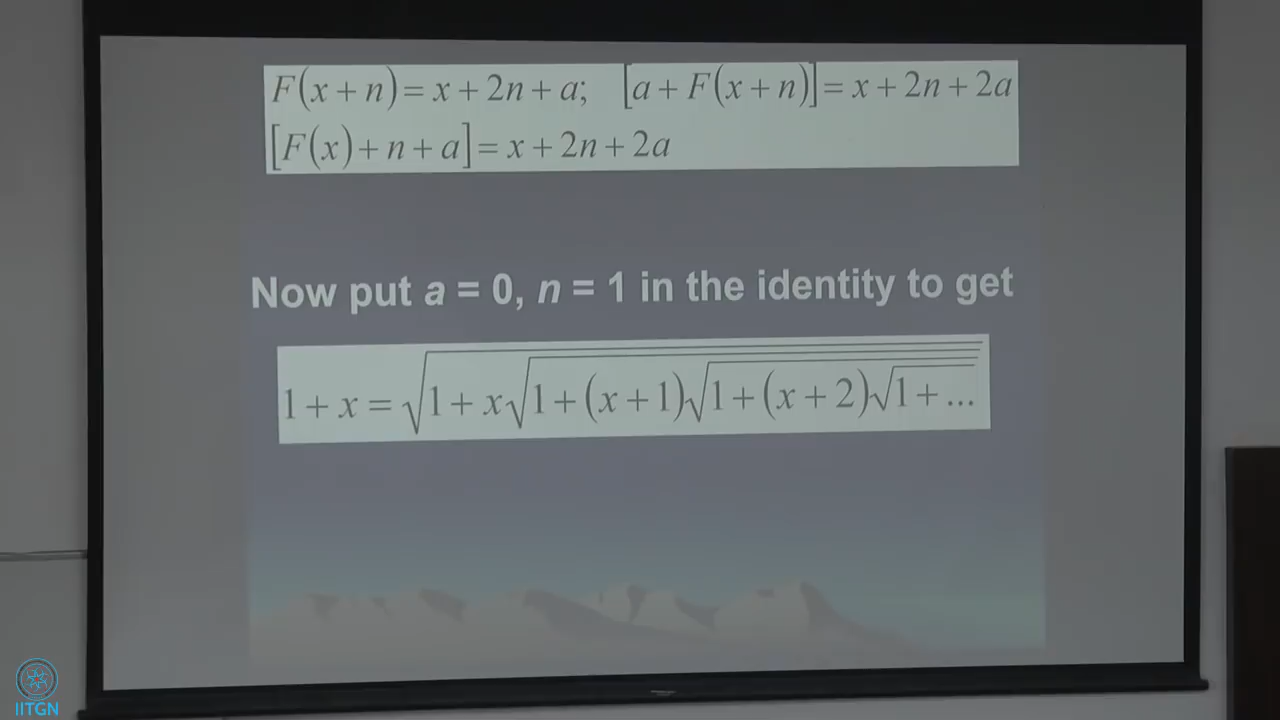 F(x + n) = x + 2n + a; [a + F(x + n)] = x + 2n + 2a
[F(x) + n + a] = x + 2n + 2a
Now put a = 0, n = 1 in the identity to get
1 + x = √(1 + x√(1 + (x + 1)√(1 + (x + 2)√(1 + ...
IITGN